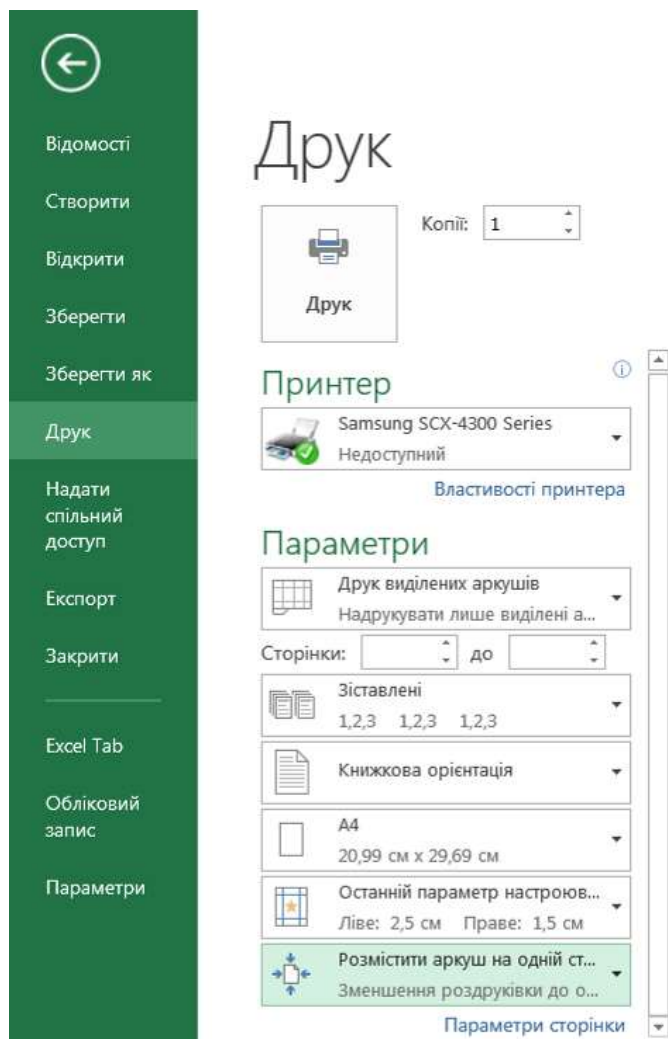 Відомості
Створити
Відкрити
Зберегти
Зберегти як
Друк
Надати
спільний
доступ
Експорт
Закрити
Excel Tab
Обліковий
запис
Параметри
Друк
Копії: 1
Друк
Принтер
Samsung SCX-4300 Series
Недоступний
Властивості принтера
Параметри
Друк виділених аркушів
Надрукувати лише виділені а...
Сторінки: до
Зіставлені
1,2,3 1,2,3 1,2,3
Книжкова орієнтація
A4
20,99 см x 29,69 см
Останній параметр настроюв...
Ліве: 2,5 см Праве: 1,5 см
Розмістити аркуш на одній ст...
Зменшення роздруківки до о...
Параметри сторінки